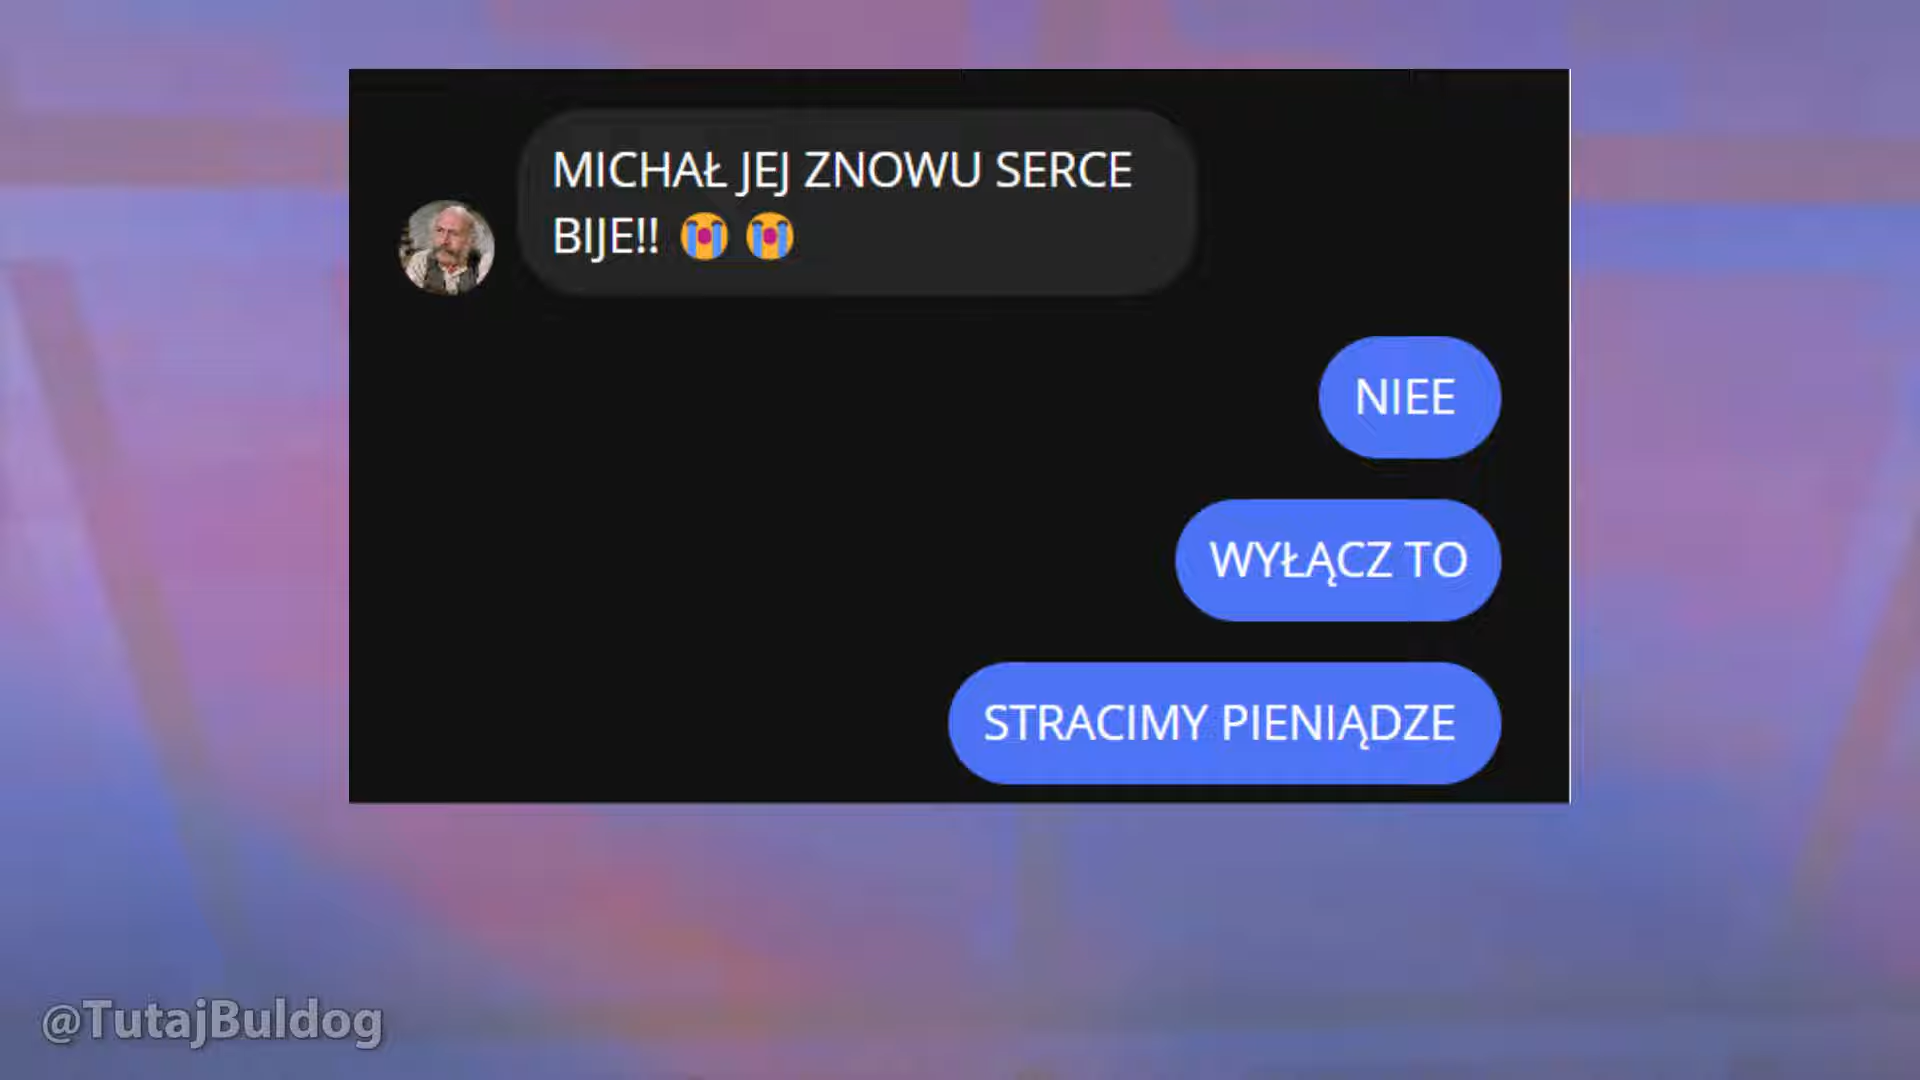 MICHAŁ JEJ ZNOWU SERCE
BIJE!! 😭 😭
NIEE
WYŁĄCZ TO
STRACIMY PIENIĄDZE
@TutajBuldog